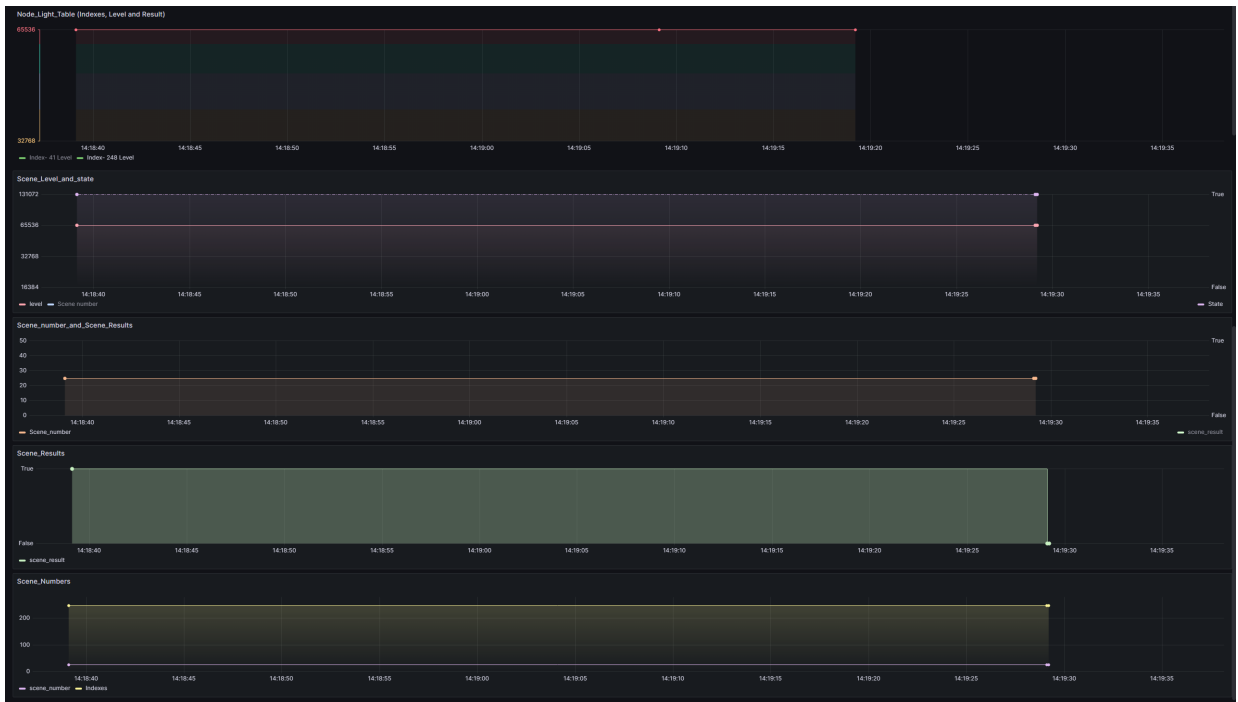 Node_Light_Table (Indexes, Level and Result)
65536
32768
14:18:40 14:18:45 14:18:50 14:18:55 14:19:00 14:19:05 14:19:10 14:19:15 14:19:20 14:19:25 14:19:30 14:19:35
Index- 41 Level Index- 248 Level
Scene_Level_and_state
131072 True
65536
32768
16384 False
14:18:40 14:18:45 14:18:50 14:18:55 14:19:00 14:19:05 14:19:10 14:19:15 14:19:20 14:19:25 14:19:30 14:19:35
level Scene number State
Scene_number_and_Scene_Results
50 True
40
30
20
10
0 False
14:18:40 14:18:45 14:18:50 14:18:55 14:19:00 14:19:05 14:19:10 14:19:15 14:19:20 14:19:25 14:19:30 14:19:35
Scene_number scene_result
Scene_Results
True
False
14:18:40 14:18:45 14:18:50 14:18:55 14:19:00 14:19:05 14:19:10 14:19:15 14:19:20 14:19:25 14:19:30 14:19:35
scene_result
Scene_Numbers
200
100
0
14:18:40 14:18:45 14:18:50 14:18:55 14:19:00 14:19:05 14:19:10 14:19:15 14:19:20 14:19:25 14:19:30 14:19:35
scene_number Indexes